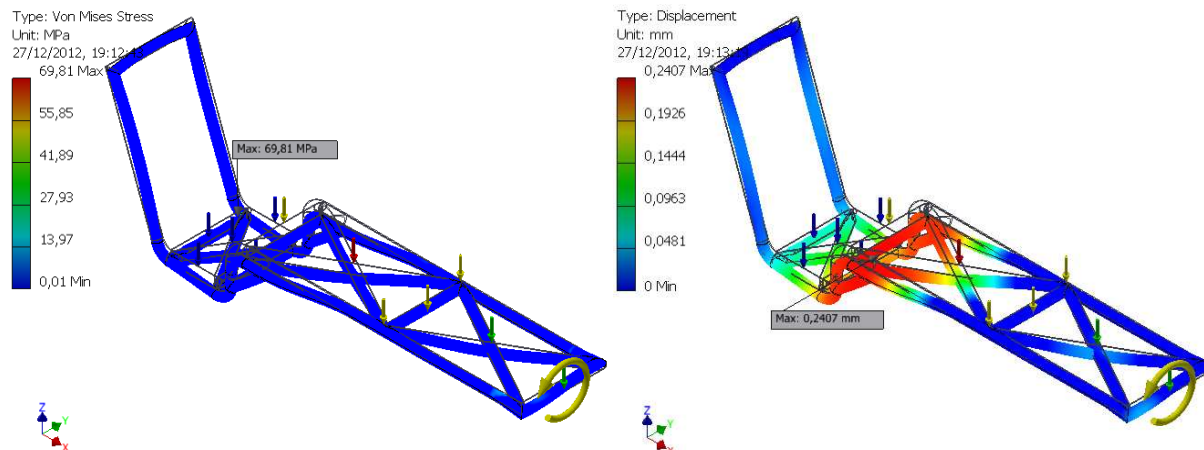 Type: Von Mises Stress
Unit: MPa
27/12/2012, 19:12:43
69,81 Max
55,85
41,89
27,93
13,97
0,01 Min
Max: 69,81 MPa
Z
Y
X
Type: Displacement
Unit: mm
27/12/2012, 19:13:
0,2407 Max
0,1926
0,1444
0,0963
0,0481
0 Min
Max: 0,2407 mm
Z
Y